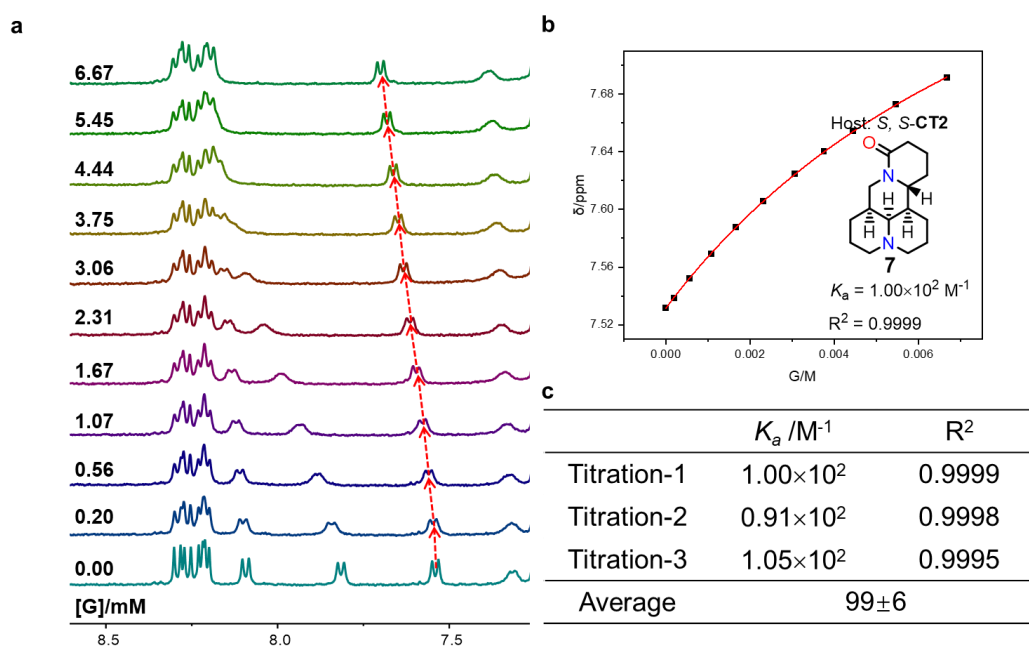 a
6.67
5.45
4.44
3.75
3.06
2.31
1.67
1.07
0.56
0.20
0.00
[G]/mM
8.5 8.0 7.5
b
7.68
7.64
7.60
7.56
7.52
δ/ppm
Host: S, S-CT2
O
N
H
H
H
H
N
7
Ka = 1.00×10² M⁻¹
R² = 0.9999
0.000 0.002 0.004 0.006
G/M
c
Ka /M⁻¹ R²
Titration-1 1.00×10² 0.9999
Titration-2 0.91×10² 0.9998
Titration-3 1.05×10² 0.9995
Average 99±6